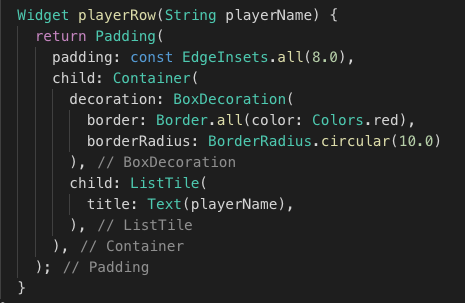 Widget playerRow(String playerName) {
  return Padding(
    padding: const EdgeInsets.all(8.0),
    child: Container(
      decoration: BoxDecoration(
        border: Border.all(color: Colors.red),
        borderRadius: BorderRadius.circular(10.0)
      ), // BoxDecoration
      child: ListTile(
        title: Text(playerName),
      ), // ListTile
    ), // Container
  ); // Padding
}